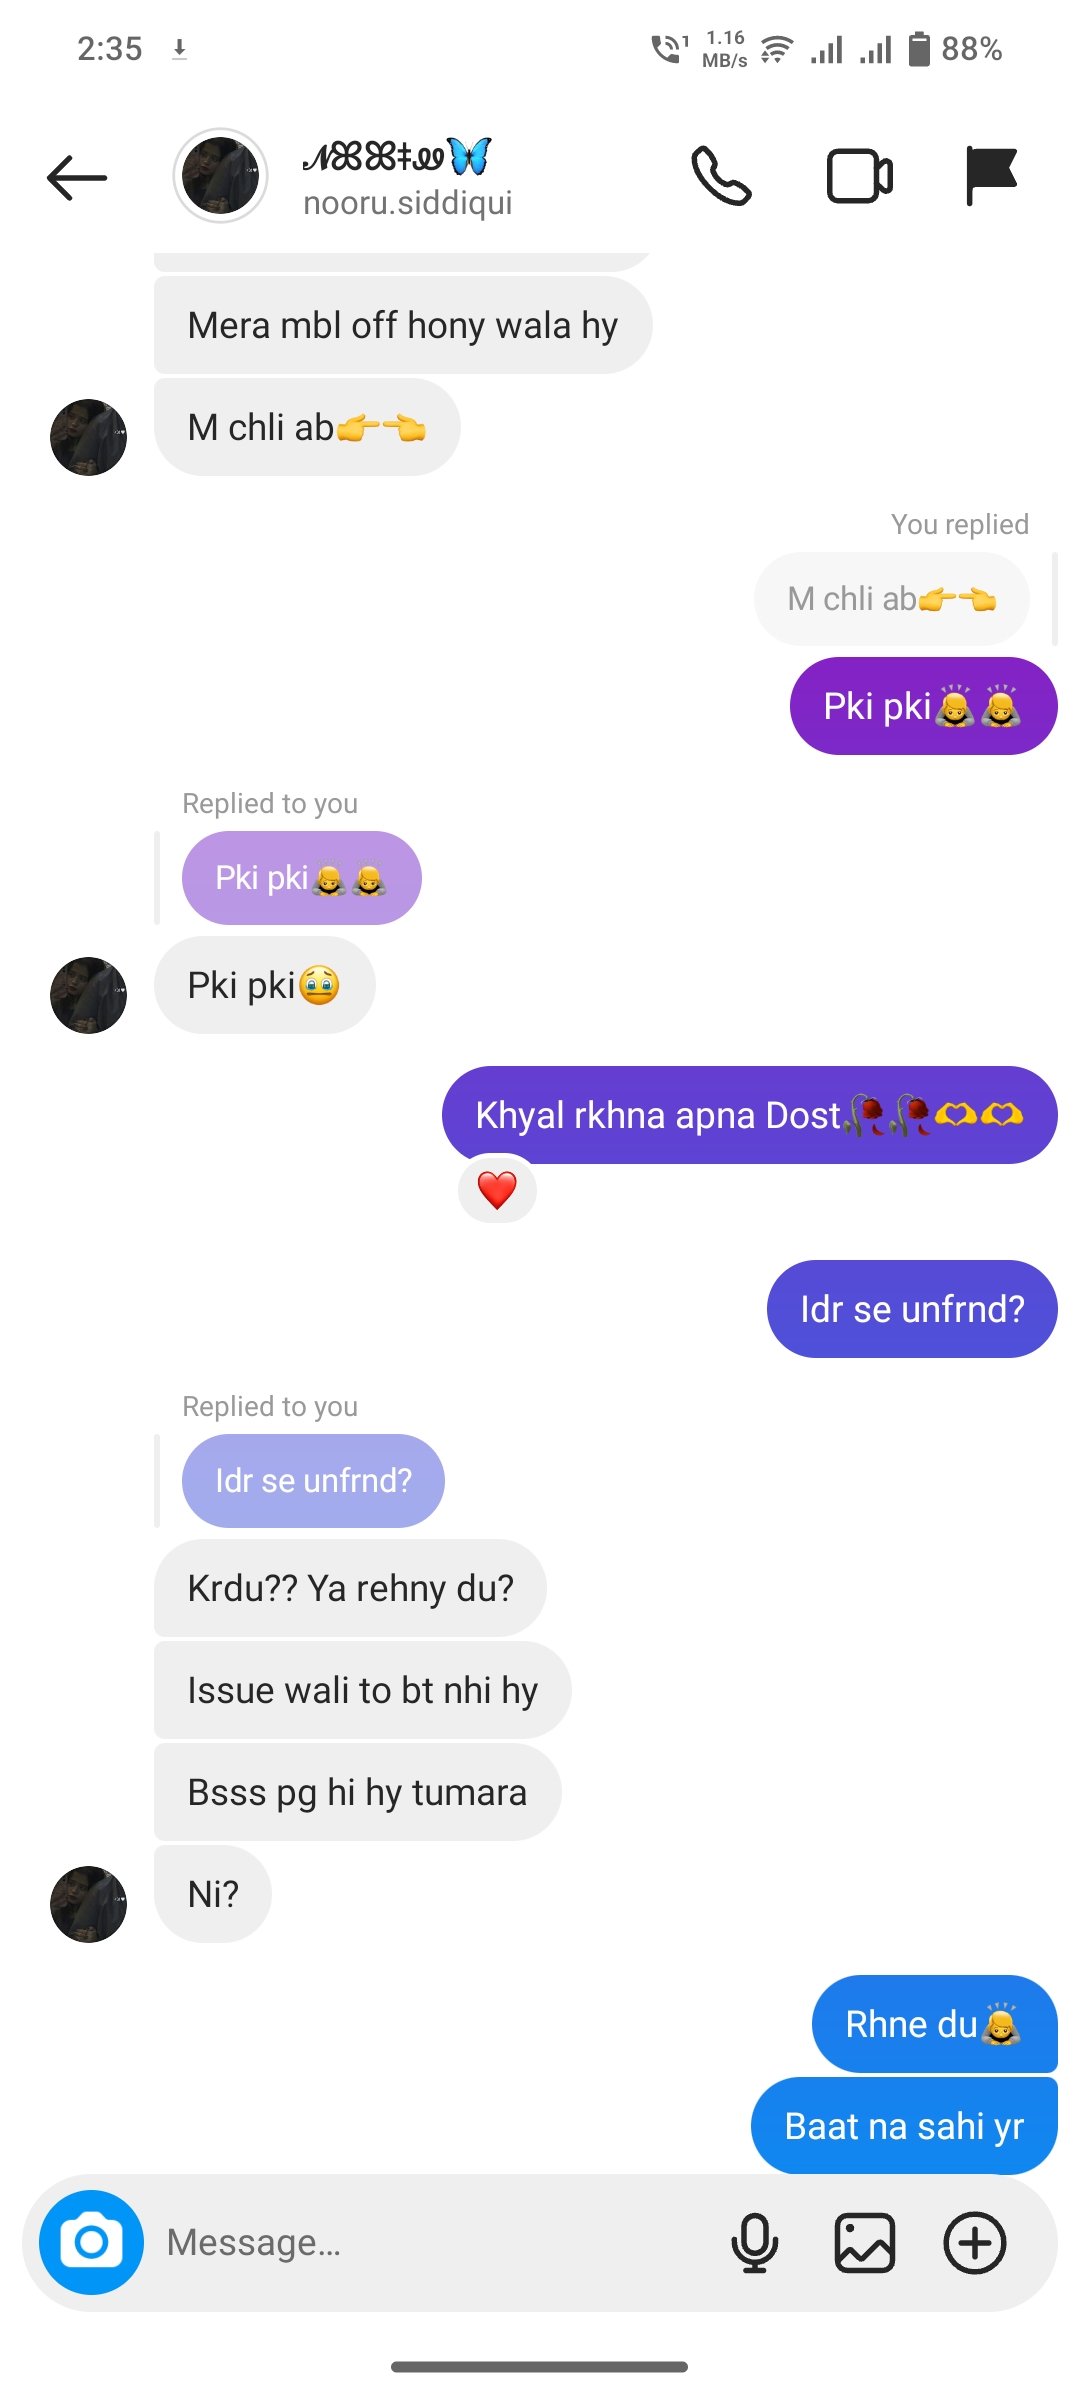 2:35
1.16
MB/s
88%
nooru.siddiqui
Mera mbl off hony wala hy
M chli ab👉👈
You replied
M chli ab👉👈
Pki pki🙇🙇
Replied to you
Pki pki🙇🙇
Pki pki🥹
Khyal rkhna apna Dost🥀🥀🫶🫶
❤️
Idr se unfrnd?
Replied to you
Idr se unfrnd?
Krdu?? Ya rehny du?
Issue wali to bt nhi hy
Bsss pg hi hy tumara
Ni?
Rhne du🙇
Baat na sahi yr
Message...